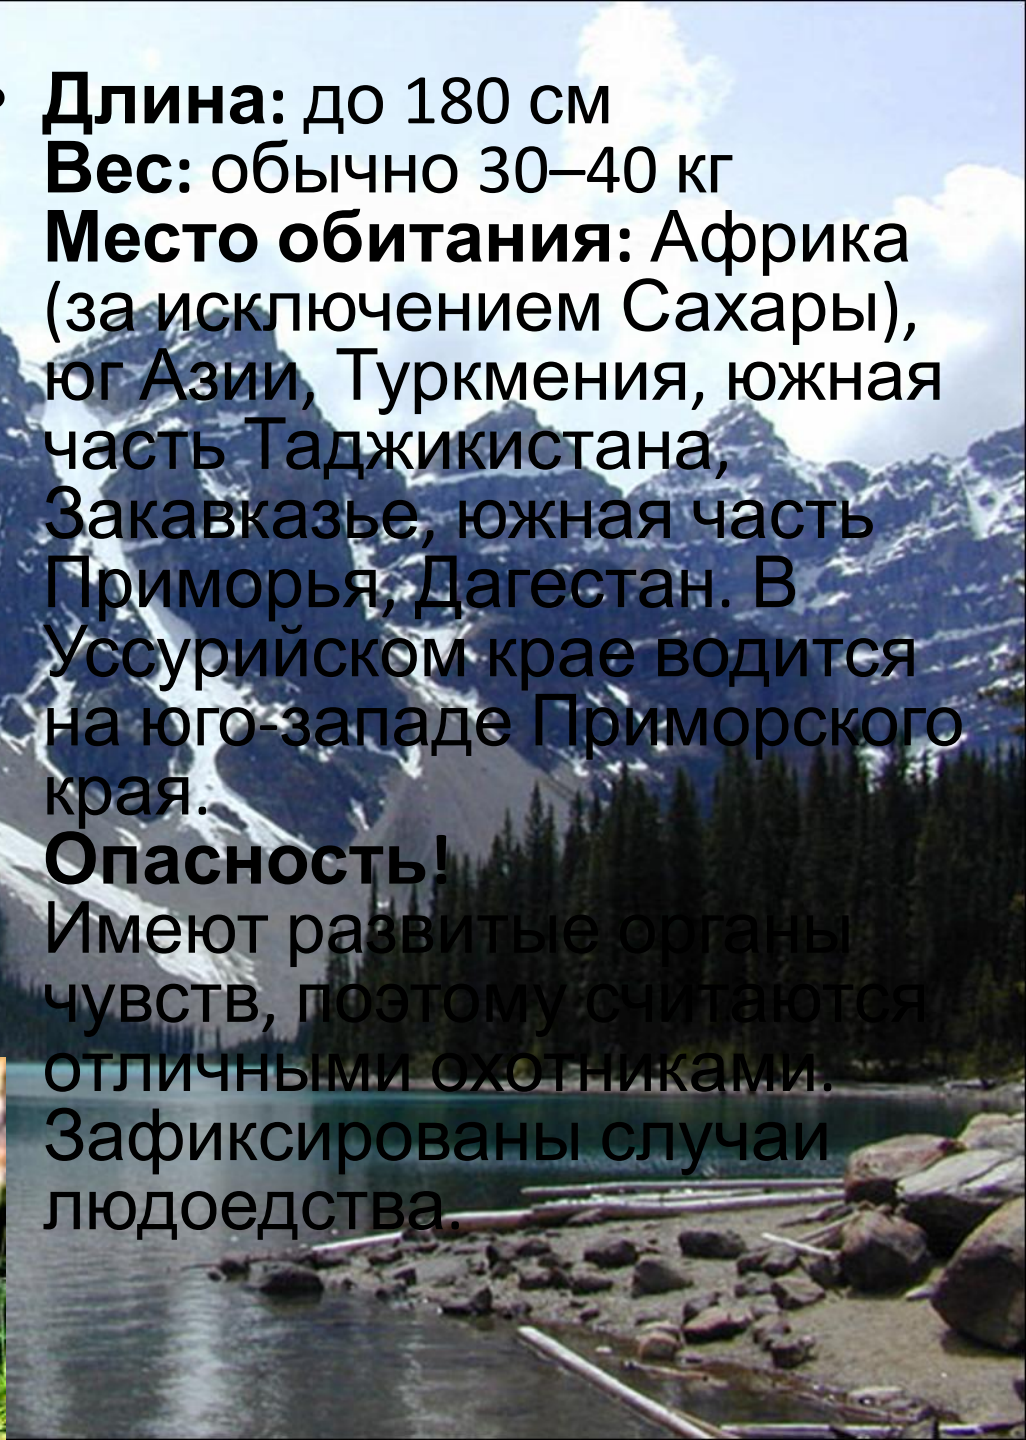 • Длина: до 180 см
Вес: обычно 30–40 кг
Место обитания: Африка
(за исключением Сахары),
юг Азии, Туркмения, южная
часть Таджикистана,
Закавказье, южная часть
Приморья, Дагестан. В
Уссурийском крае водится
на юго-западе Приморского
края.
Опасность!
Имеют развитые органы
чувств, поэтому считаются
отличными охотниками.
Зафиксированы случаи
людоедства.